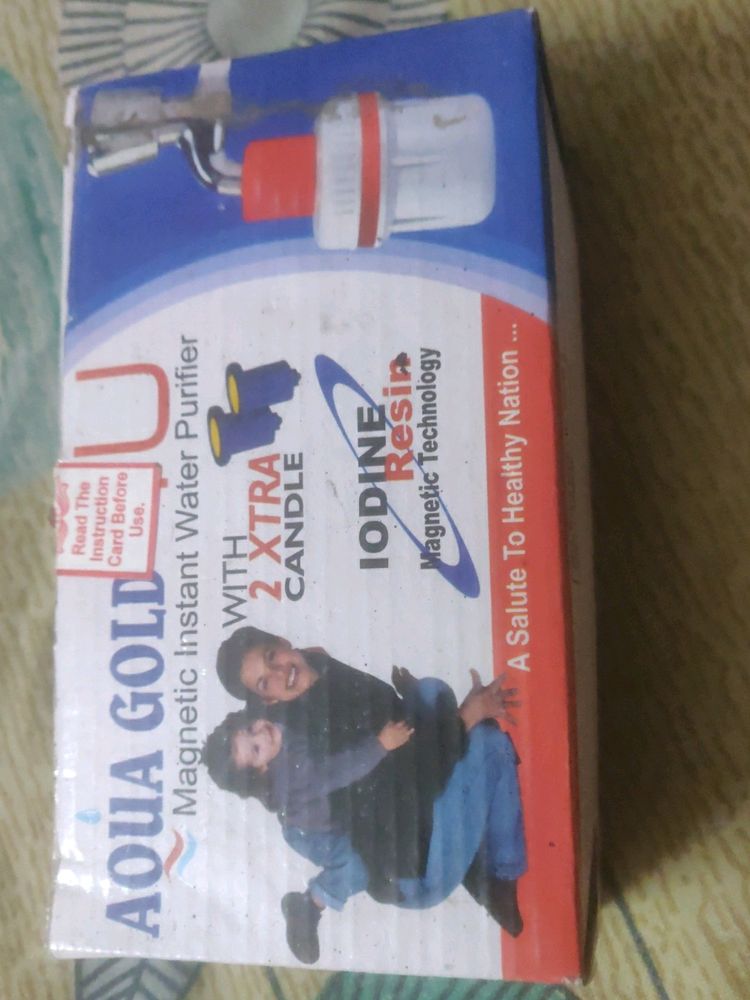 AQUA GOLD U
Read The
Instruction
Card Before
Use.
Magnetic Instant Water Purifier
WITH
2 XTRA
CANDLE
IODINE
Resin
Magnetic Technology
A Salute To Healthy Nation ...